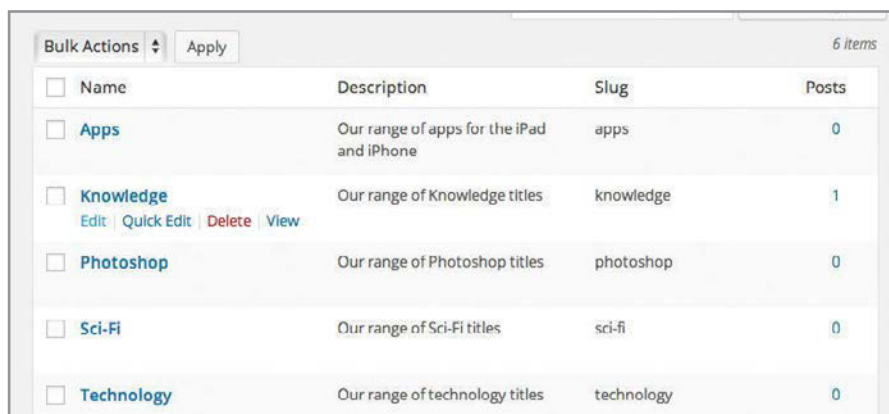 Bulk Actions Apply 6 items
Name Description Slug Posts
Apps Our range of apps for the iPad apps 0
and iPhone
Knowledge Our range of Knowledge titles knowledge 1
Edit | Quick Edit | Delete | View
Photoshop Our range of Photoshop titles photoshop 0
Sci-Fi Our range of Sci-Fi titles sci-fi 0
Technology Our range of technology titles technology 0